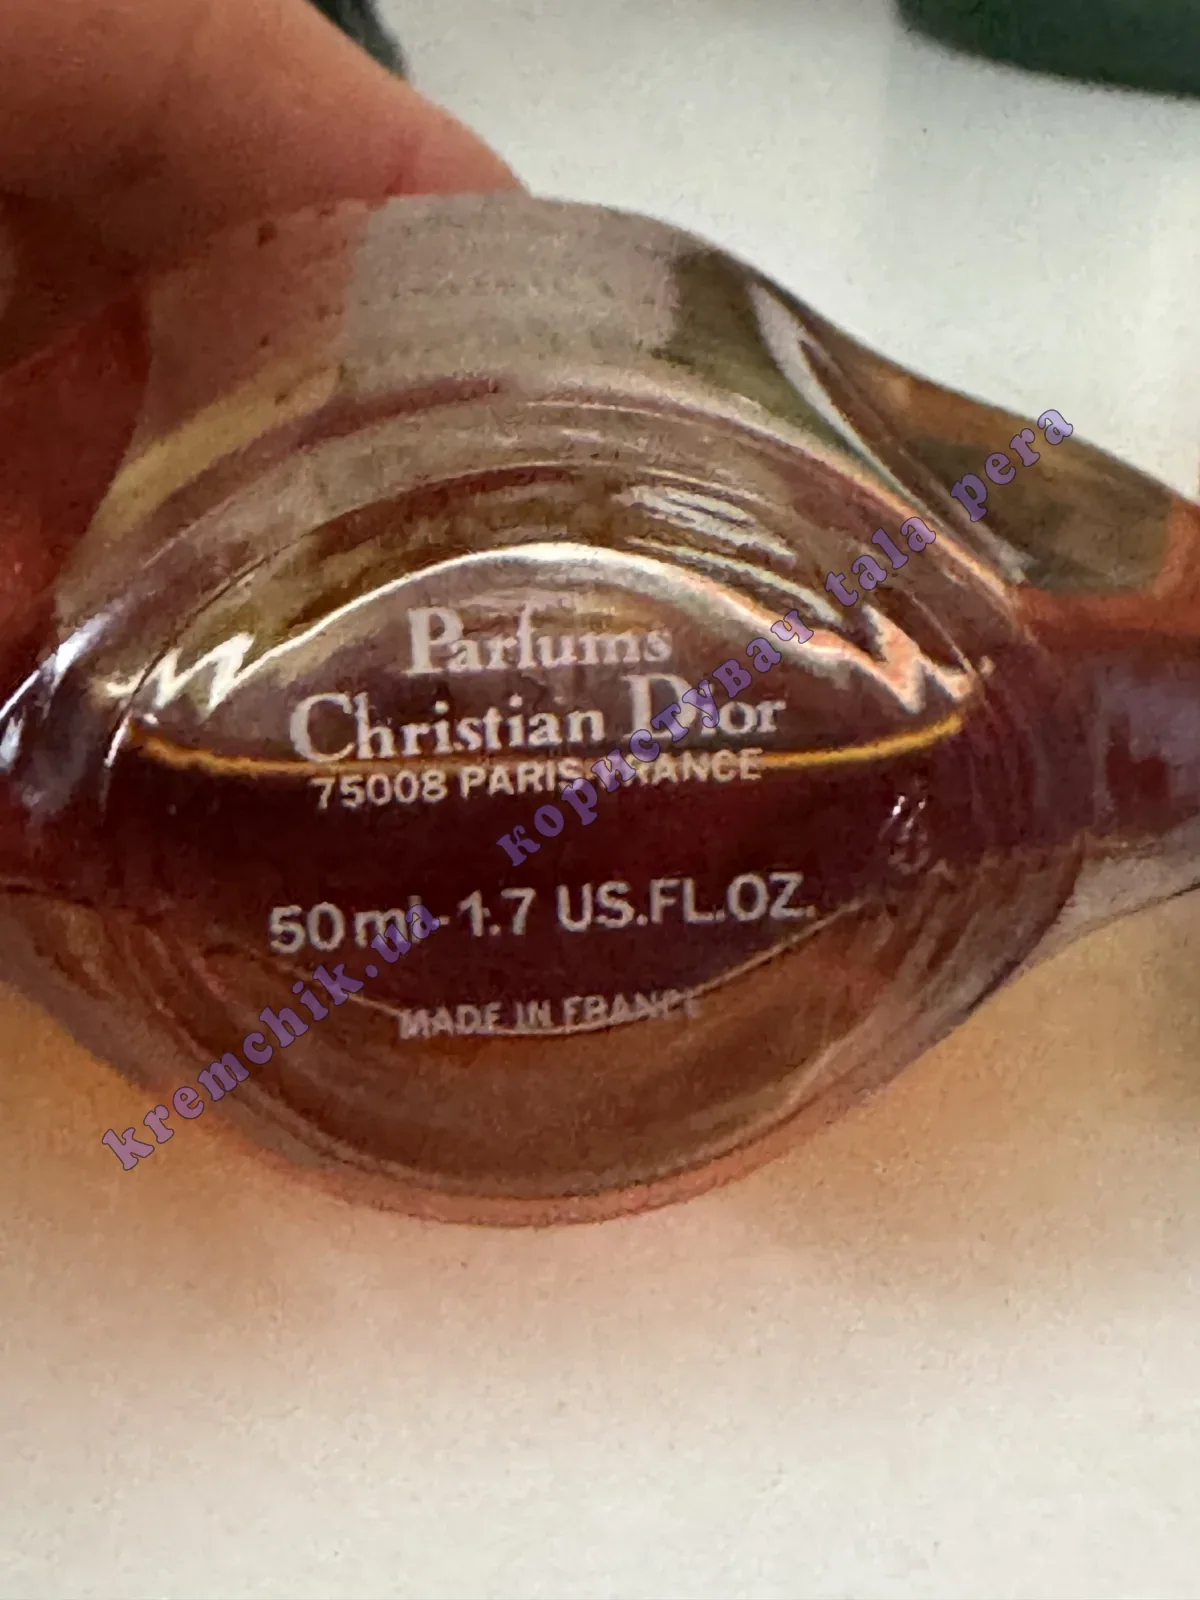 Parfums
Christian Dior
75008 PARIS-FRANCE
50 ml - 1.7 US.FL.OZ.
MADE IN FRANCE
kremchik.ua користувач tala pera